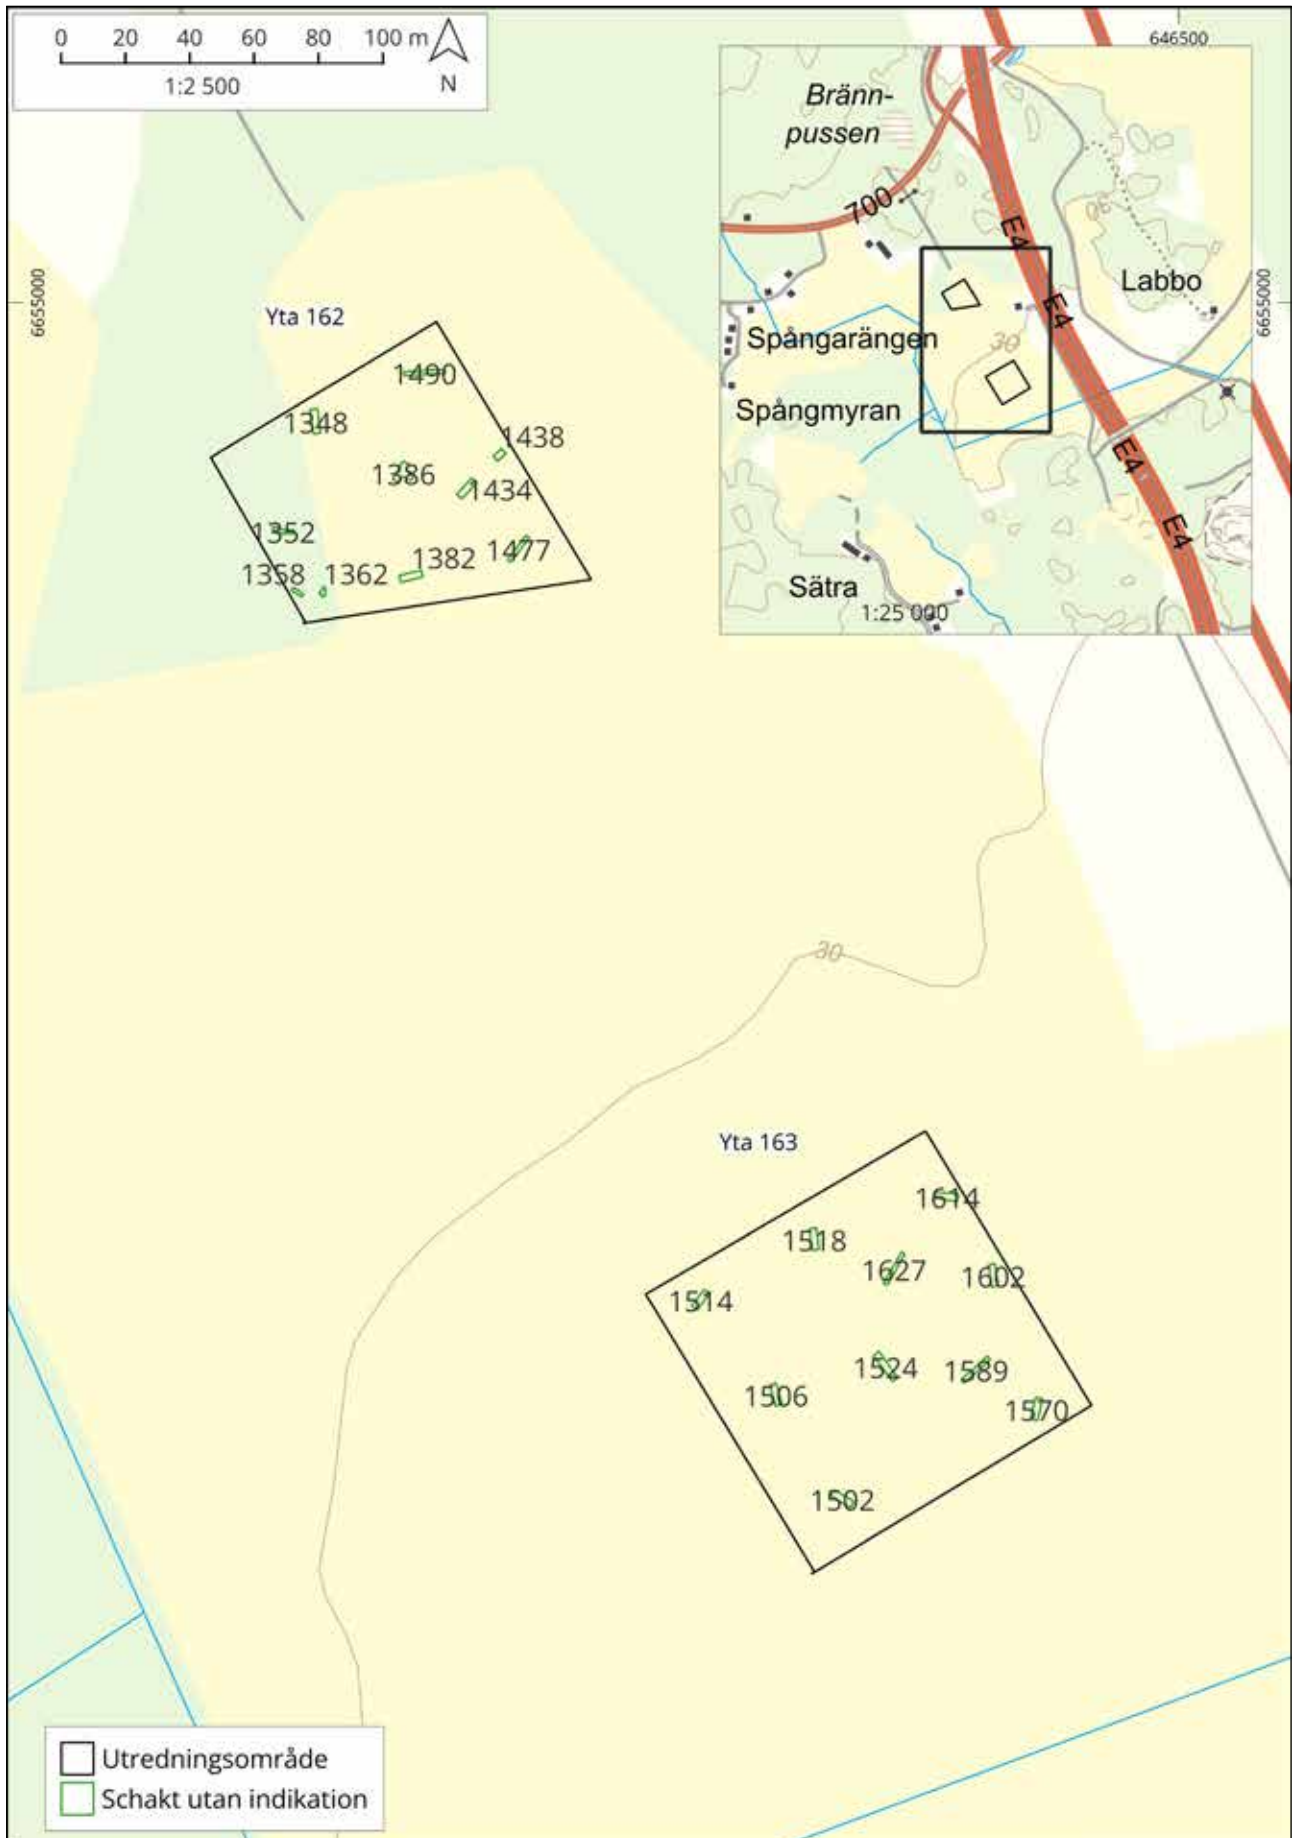 0 20 40 60 80 100 m
1:2 500
N
646500
6655000
6655000
Bränn-
pussen
700
E4
E4
E4
E4
Labbo
Spångarängen
30
Spångmyran
Sätra
1:25 000
Yta 162
1490
1348
1438
1386
1434
1352
1477
1382
1358
1362
30
Yta 163
1614
1518
1627
1602
1514
1524
1589
1506
1570
1502
Utredningsområde
Schakt utan indikation